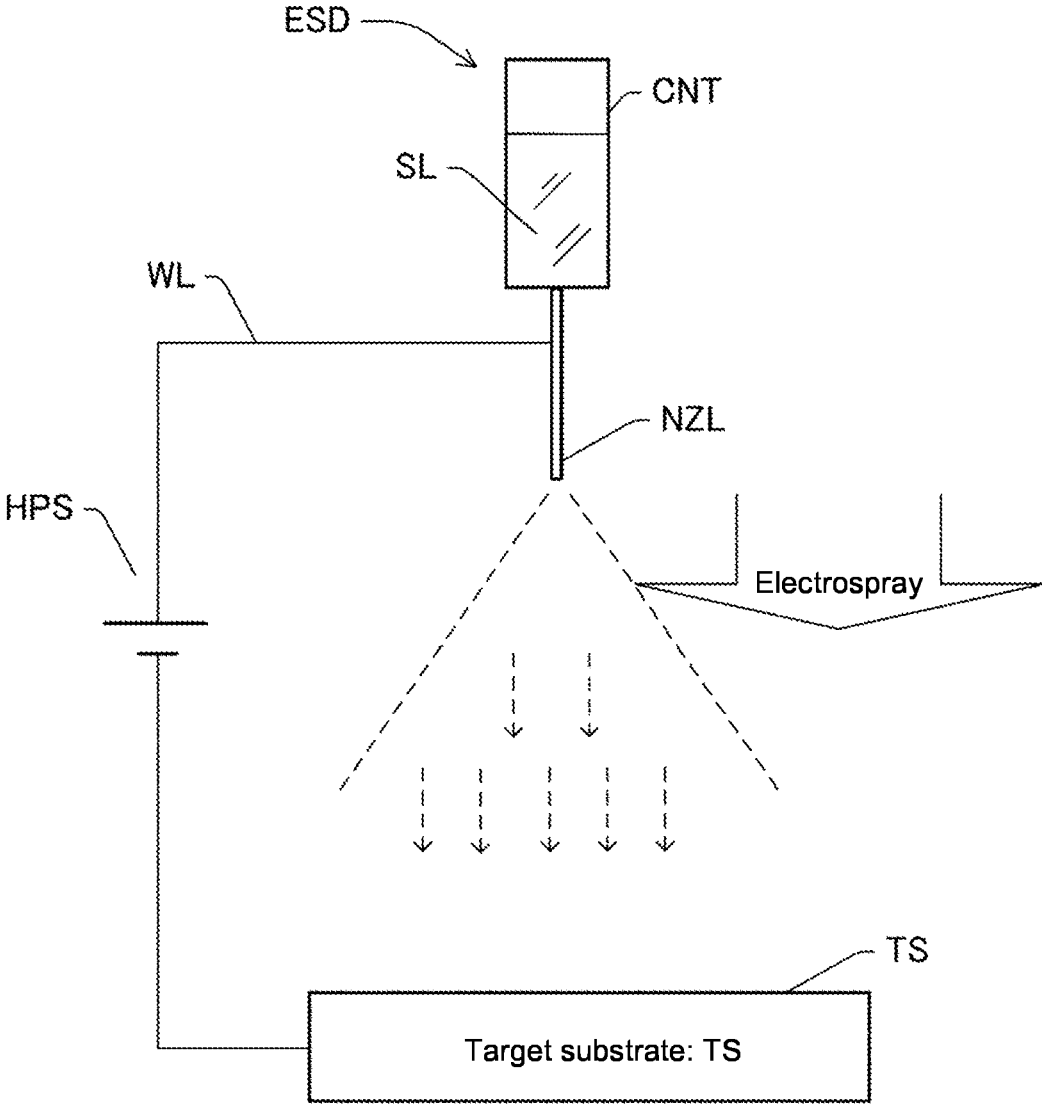 ESD
CNT
SL
WL
NZL
HPS
Electrospray
TS
Target substrate: TS